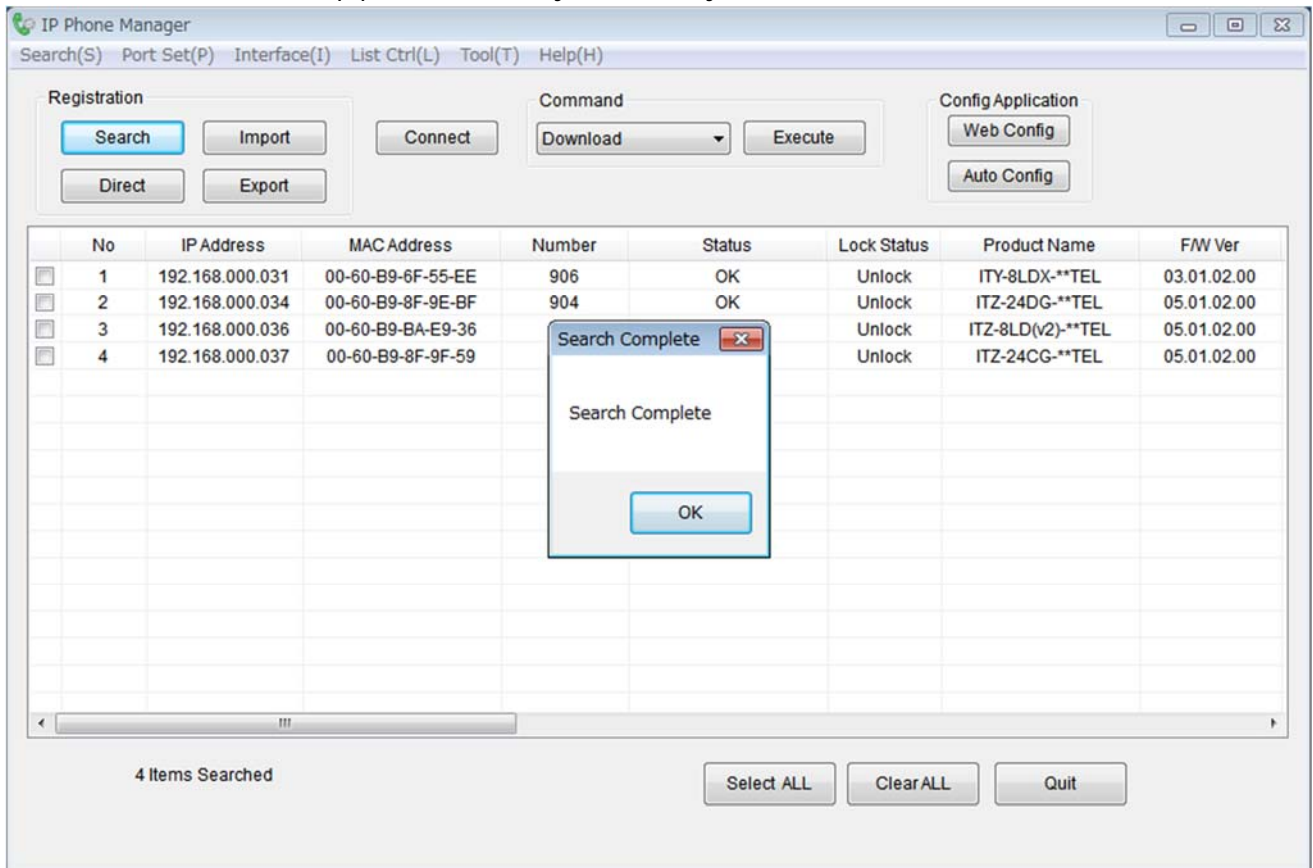 IP Phone Manager
Search(S) Port Set(P) Interface(I) List Ctrl(L) Tool(T) Help(H)
Registration Command Config Application
Search Import Connect Download Execute Web Config
Direct Export Auto Config
No IP Address MAC Address Number Status Lock Status Product Name F/W Ver
1 192.168.000.031 00-60-B9-6F-55-EE 906 OK Unlock ITY-8LDX-**TEL 03.01.02.00
2 192.168.000.034 00-60-B9-8F-9E-BF 904 OK Unlock ITZ-24DG-**TEL 05.01.02.00
3 192.168.000.036 00-60-B9-BA-E9-36 Unlock ITZ-8LD(v2)-**TEL 05.01.02.00
4 192.168.000.037 00-60-B9-8F-9F-59 Unlock ITZ-24CG-**TEL 05.01.02.00
Search Complete
Search Complete
OK
4 Items Searched Select ALL Clear ALL Quit